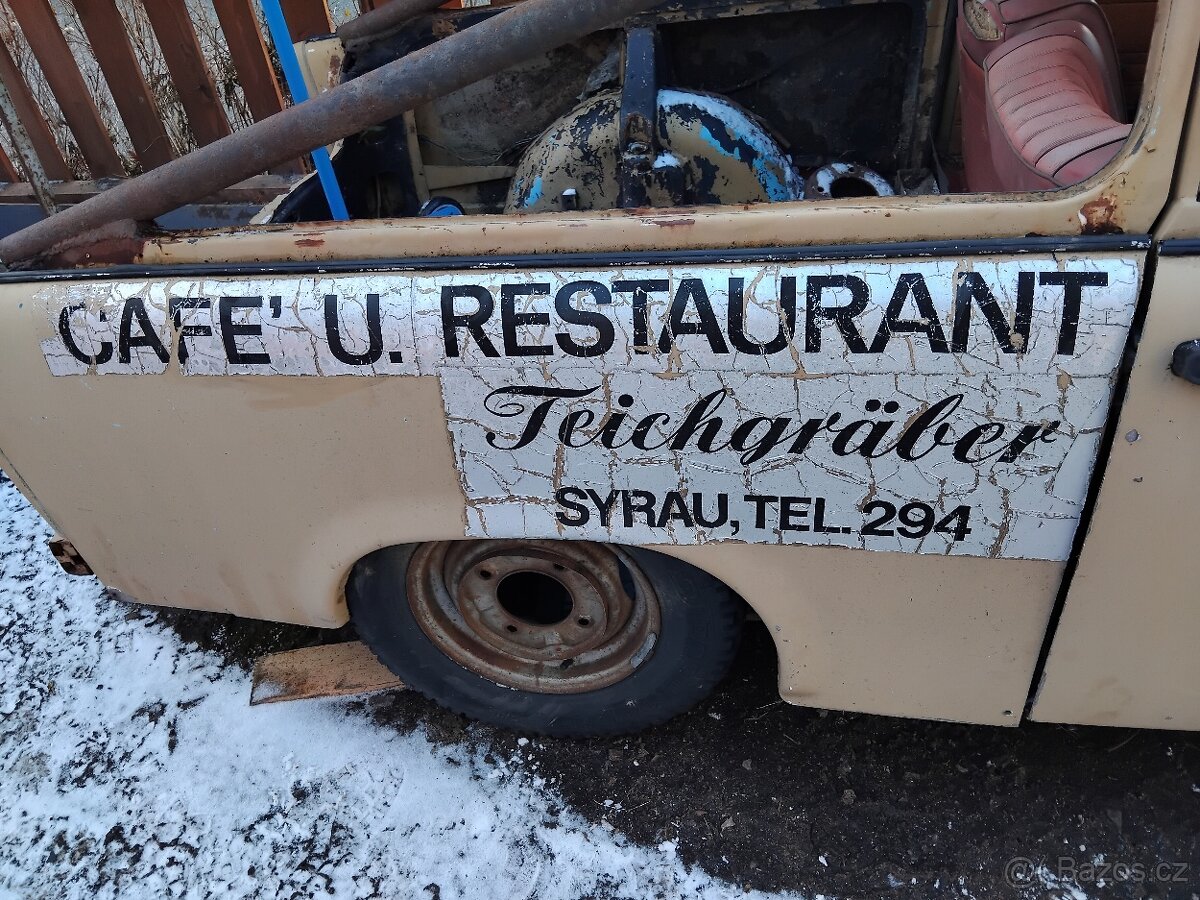 CAFE' U. RESTAURANT
Teichgräber
SYRAU, TEL. 294
© Bazos.cz